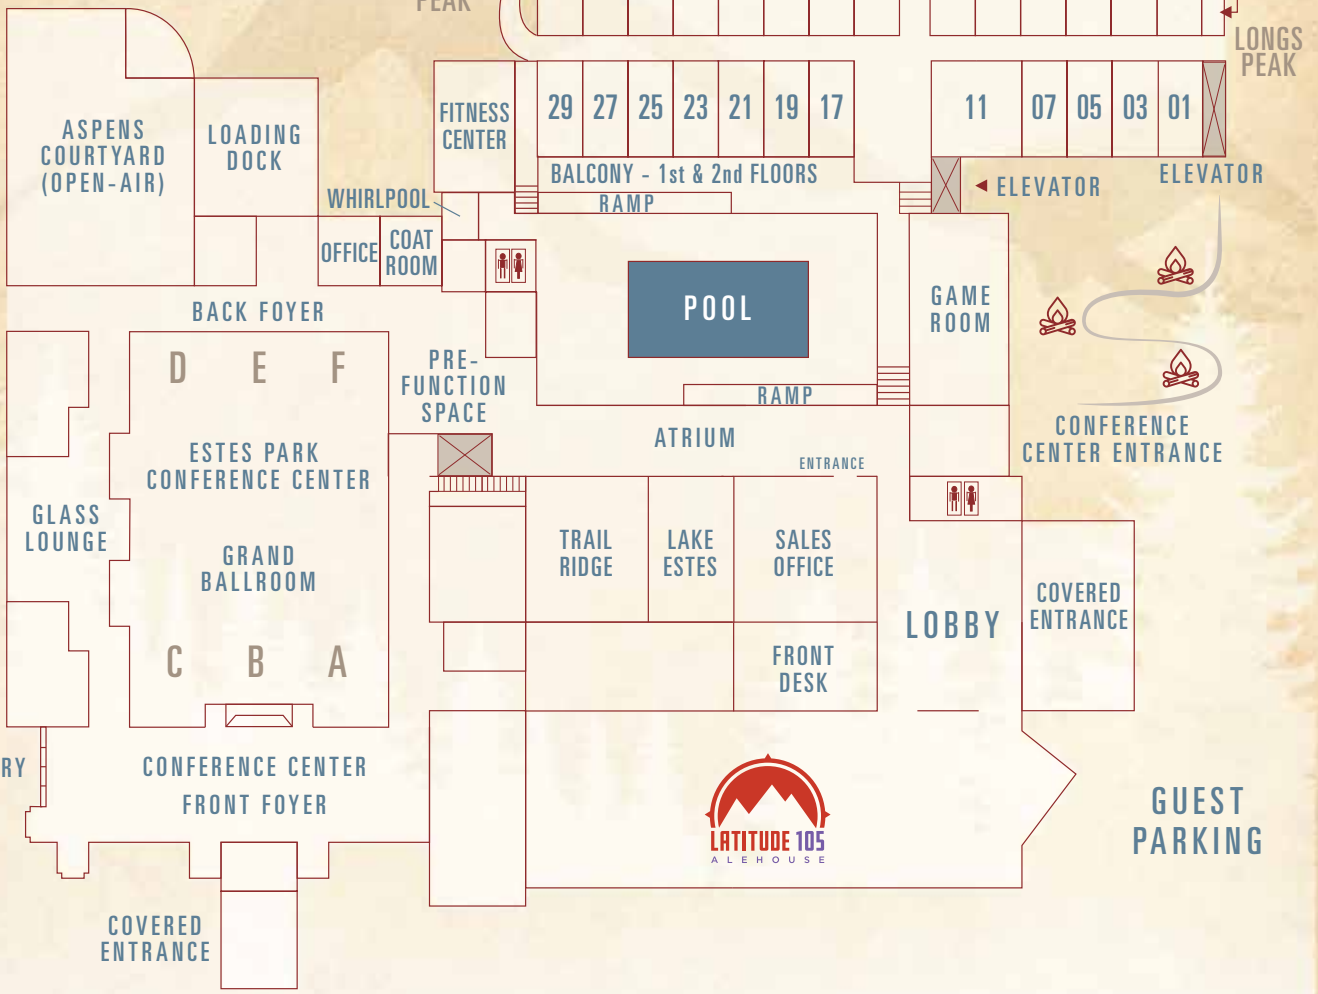 PEAK
LONGS
PEAK
ASPENS
COURTYARD
(OPEN-AIR)
LOADING
DOCK
FITNESS
CENTER
29
27
25
23
21
19
17
11
07
05
03
01
BALCONY - 1st & 2nd FLOORS
ELEVATOR
ELEVATOR
WHIRLPOOL
RAMP
OFFICE
COAT
ROOM
BACK FOYER
POOL
GAME
ROOM
D E F
PRE-
FUNCTION
SPACE
RAMP
ATRIUM
CONFERENCE
CENTER ENTRANCE
ENTRANCE
ESTES PARK
CONFERENCE CENTER
GLASS
LOUNGE
GRAND
BALLROOM
TRAIL
RIDGE
LAKE
ESTES
SALES
OFFICE
COVERED
ENTRANCE
LOBBY
C B A
FRONT
DESK
RY
CONFERENCE CENTER
FRONT FOYER
LATITUDE 105
ALEHOUSE
GUEST
PARKING
COVERED
ENTRANCE